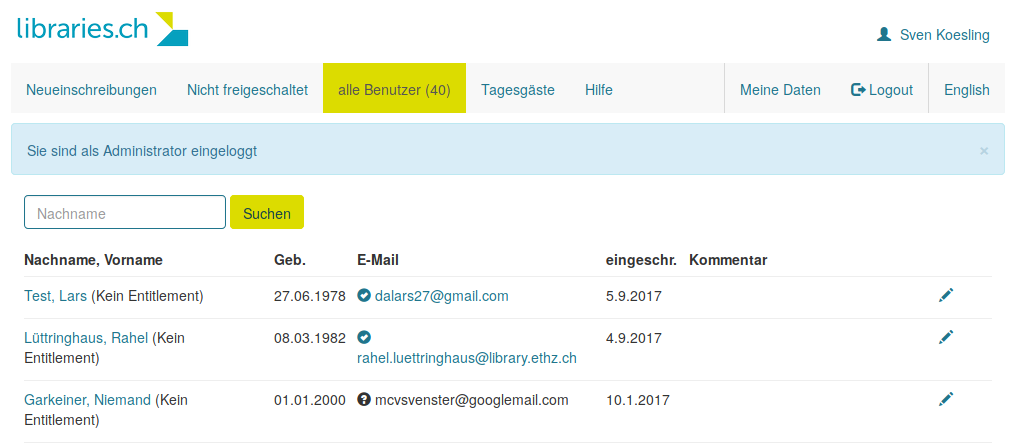 libraries.ch
Sven Koesling
Neueinschreibungen Nicht freigeschaltet alle Benutzer (40) Tagesgäste Hilfe Meine Daten Logout English
Sie sind als Administrator eingeloggt ×
Nachname Suchen
Nachname, Vorname Geb. E-Mail eingeschr. Kommentar
Test, Lars (Kein Entitlement) 27.06.1978 dalars27@gmail.com 5.9.2017
Lüttringhaus, Rahel (Kein 08.03.1982 4.9.2017
Entitlement) rahel.luettringhaus@library.ethz.ch
Garkeiner, Niemand (Kein 01.01.2000 mcvsvenster@googlemail.com 10.1.2017
Entitlement)